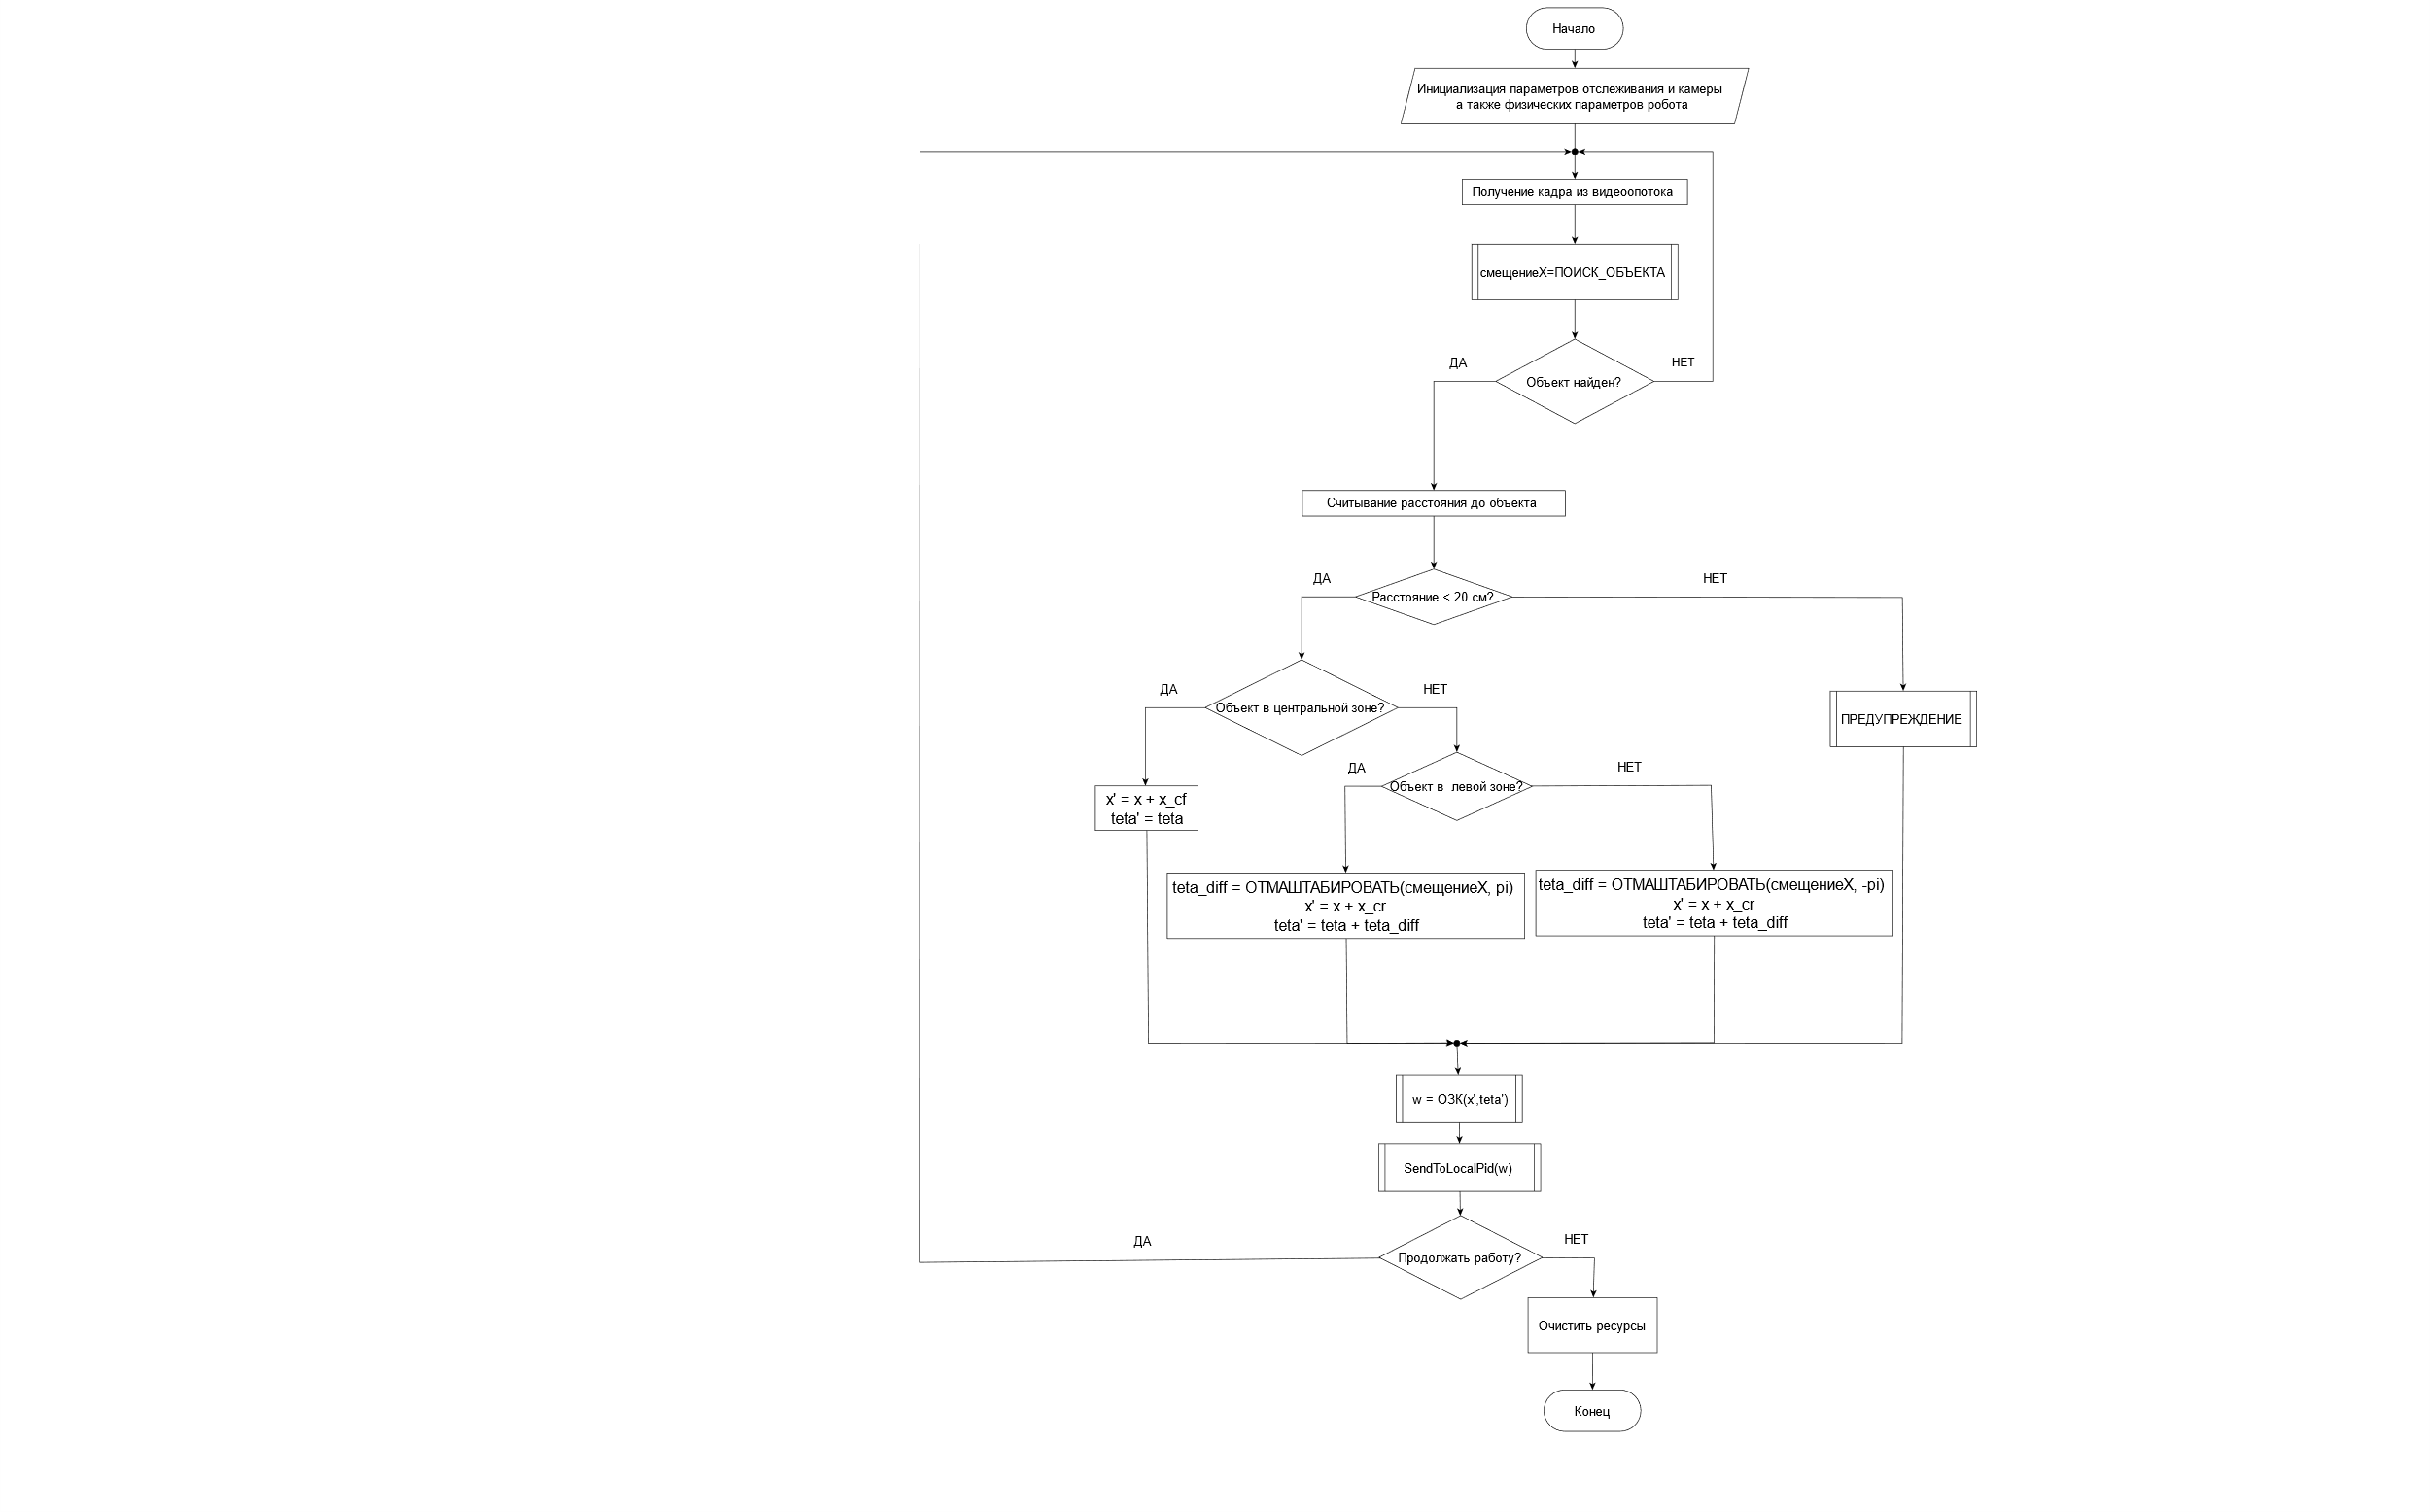 Начало
Инициализация параметров отслеживания и камеры
а также физических параметров робота
Получение кадра из видеоопотока
смещениеX=ПОИСК_ОБЪЕКТА
ДА
НЕТ
Объект найден?
Считывание расстояния до объекта
ДА
НЕТ
Расстояние < 20 см?
ДА
НЕТ
Объект в центральной зоне?
ПРЕДУПРЕЖДЕНИЕ
ДА
НЕТ
Объект в  левой зоне?
x' = x + x_cf
teta' = teta
teta_diff = ОТМАШТАБИРОВАТЬ(смещениеX, pi)
x' = x + x_cr
teta' = teta + teta_diff
teta_diff = ОТМАШТАБИРОВАТЬ(смещениеX, -pi)
x' = x + x_cr
teta' = teta + teta_diff
w = ОЗК(x',teta')
SendToLocalPid(w)
ДА
НЕТ
Продолжать работу?
Очистить ресурсы
Конец